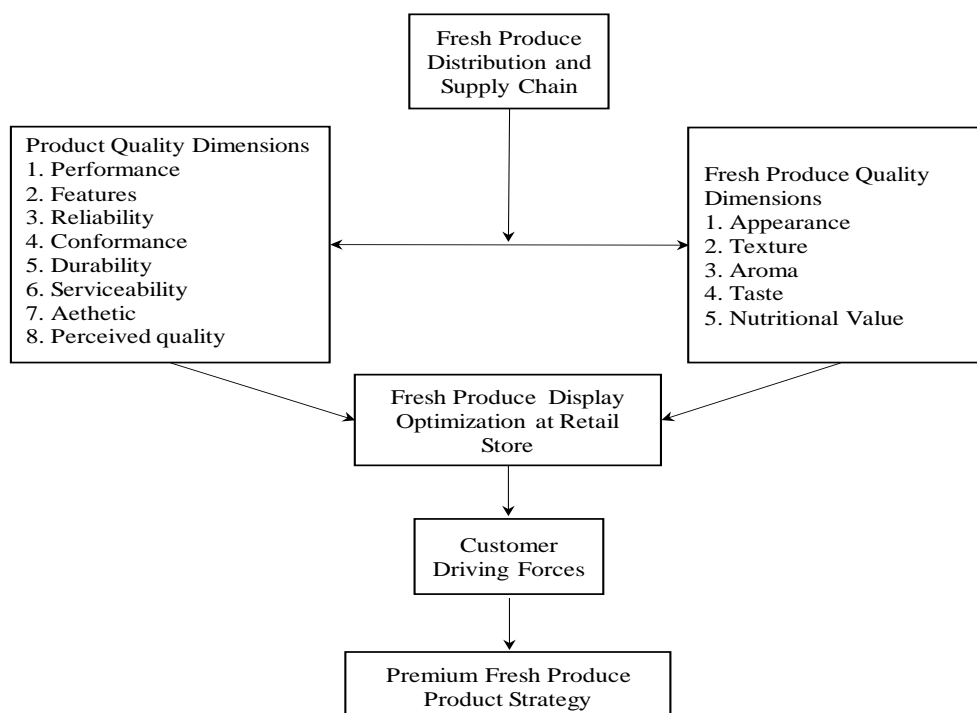 Fresh Produce
Distribution and
Supply Chain
Product Quality Dimensions
1. Performance
2. Features
3. Reliability
4. Conformance
5. Durability
6. Serviceability
7. Aethetic
8. Perceived quality
Fresh Produce Quality
Dimensions
1. Appearance
2. Texture
3. Aroma
4. Taste
5. Nutritional Value
Fresh Produce Display
Optimization at Retail
Store
Customer
Driving Forces
Premium Fresh Produce
Product Strategy